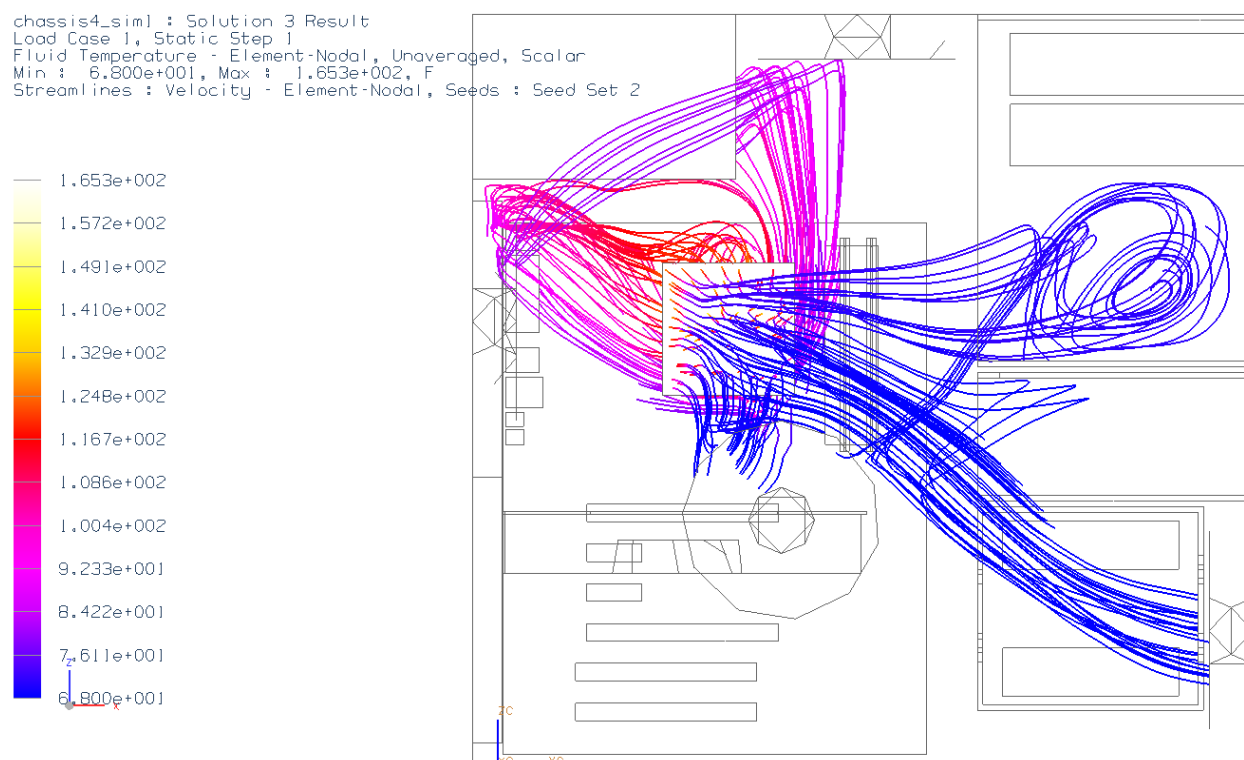 chassis4_sim1 : Solution 3 Result
Load Case 1, Static Step 1
Fluid Temperature - Element-Nodal, Unaveraged, Scalar
Min : 6.800e+001, Max : 1.653e+002, F
Streamlines : Velocity - Element-Nodal, Seeds : Seed Set 2
1.653e+002
1.572e+002
1.491e+002
1.410e+002
1.329e+002
1.248e+002
1.167e+002
1.086e+002
1.004e+002
9.233e+001
8.422e+001
7.611e+001
6.800e+001
Z
X
ZC